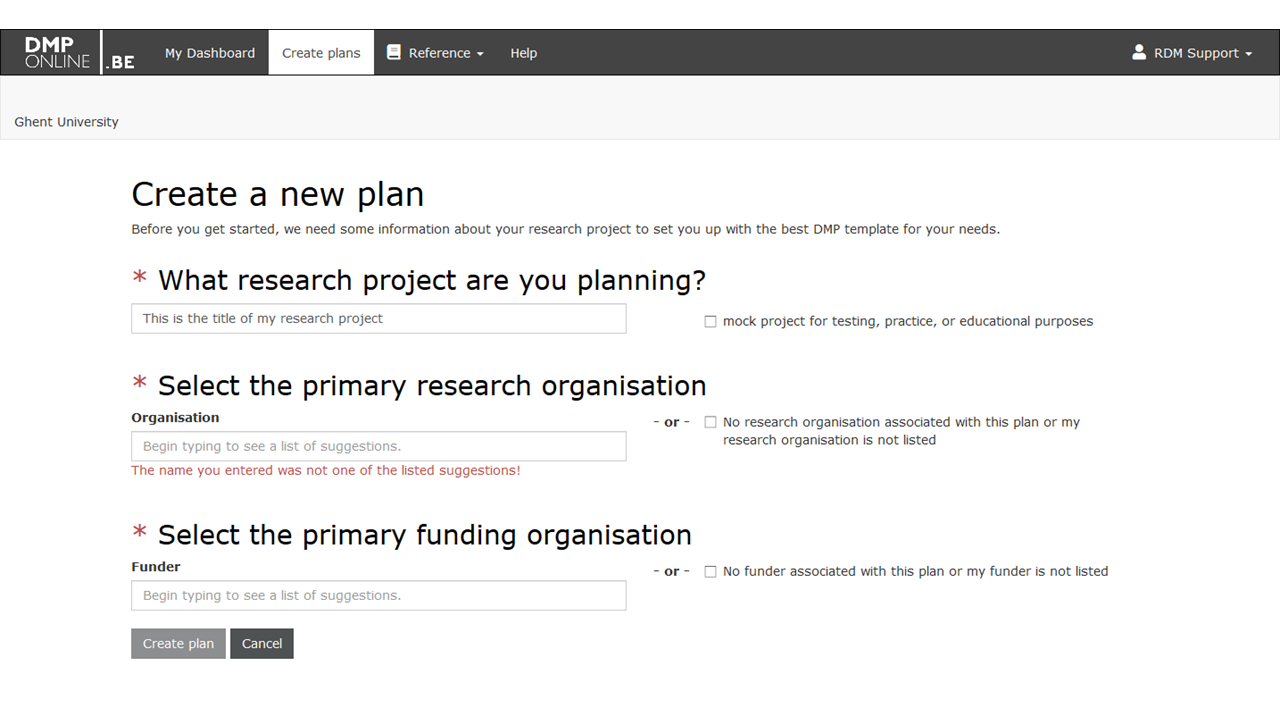 DMP
ONLINE
.BE
My Dashboard
Create plans
Reference
Help
RDM Support
Ghent University
Create a new plan
Before you get started, we need some information about your research project to set you up with the best DMP template for your needs.
* What research project are you planning?
This is the title of my research project
mock project for testing, practice, or educational purposes
* Select the primary research organisation
Organisation
Begin typing to see a list of suggestions.
The name you entered was not one of the listed suggestions!
- or -
No research organisation associated with this plan or my
research organisation is not listed
* Select the primary funding organisation
Funder
Begin typing to see a list of suggestions.
- or -
No funder associated with this plan or my funder is not listed
Create plan
Cancel